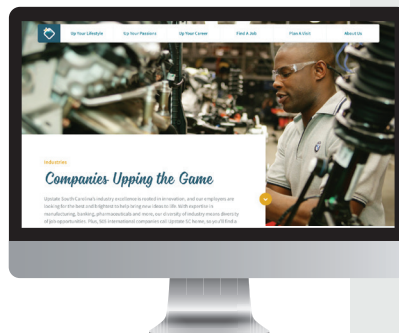 Up Your Lifestyle Up Your Passions Up Your Career Find A Job Plan A Visit About Us
Industries
Companies Upping the Game
Upstate South Carolina's industry excellence is rooted in innovation, and our employers are
looking for the best and brightest to help bring new ideas to life. With expertise in
manufacturing, banking, pharmaceuticals and more, our diversity of industry means diversity
of job opportunities. Plus, 500 international companies call Upstate SC home, so you'll find a